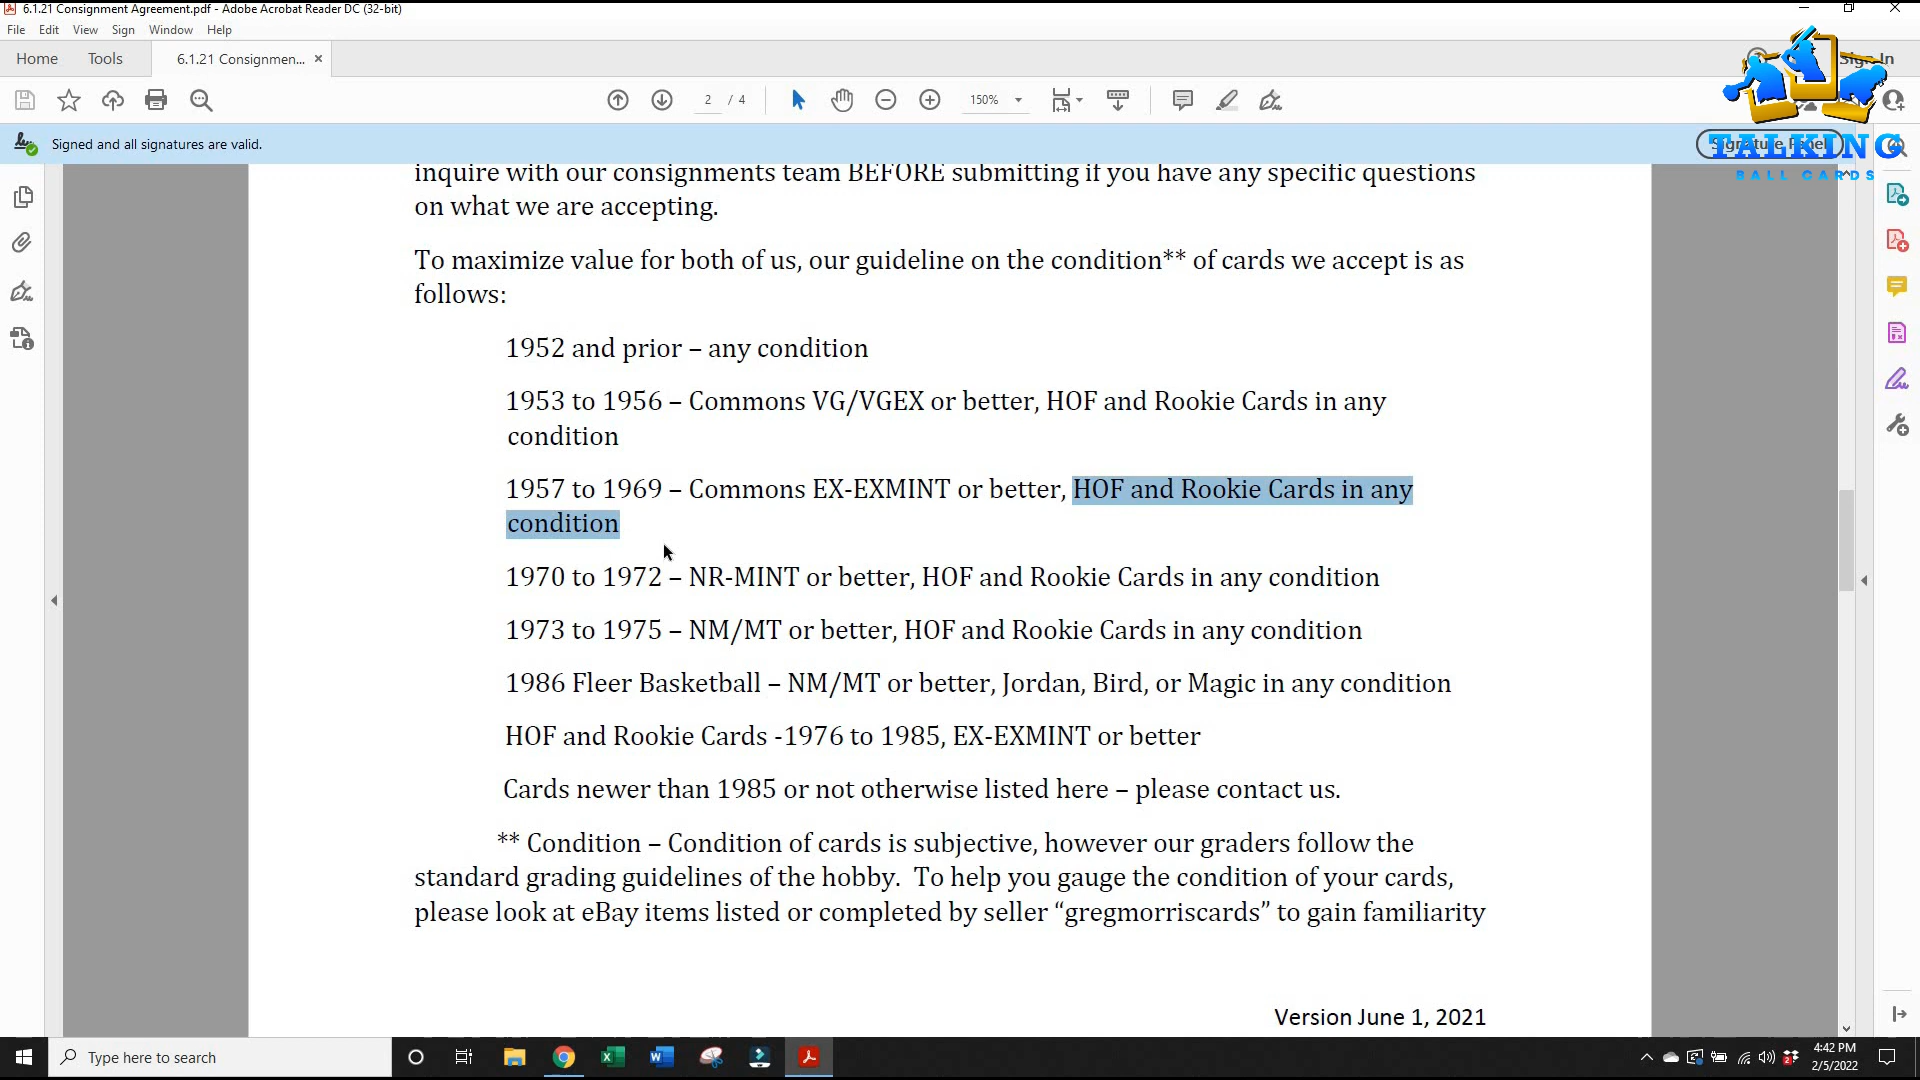 6.1.21 Consignment Agreement.pdf - Adobe Acrobat Reader DC (32-bit)
File Edit View Sign Window Help
Home Tools 6.1.21 Consignmen... × Sign In
2 / 4 150%
Signed and all signatures are valid.
TALKING
BALL CARDS
inquire with our consignments team BEFORE submitting if you have any specific questions
on what we are accepting.
To maximize value for both of us, our guideline on the condition** of cards we accept is as
follows:
1952 and prior – any condition
1953 to 1956 – Commons VG/VGEX or better, HOF and Rookie Cards in any
condition
1957 to 1969 – Commons EX-EXMINT or better, HOF and Rookie Cards in any
condition
1970 to 1972 – NR-MINT or better, HOF and Rookie Cards in any condition
1973 to 1975 – NM/MT or better, HOF and Rookie Cards in any condition
1986 Fleer Basketball – NM/MT or better, Jordan, Bird, or Magic in any condition
HOF and Rookie Cards -1976 to 1985, EX-EXMINT or better
Cards newer than 1985 or not otherwise listed here – please contact us.
** Condition – Condition of cards is subjective, however our graders follow the
standard grading guidelines of the hobby.  To help you gauge the condition of your cards,
please look at eBay items listed or completed by seller “gregmorriscards” to gain familiarity
Version June 1, 2021
Type here to search
4:42 PM
2/5/2022